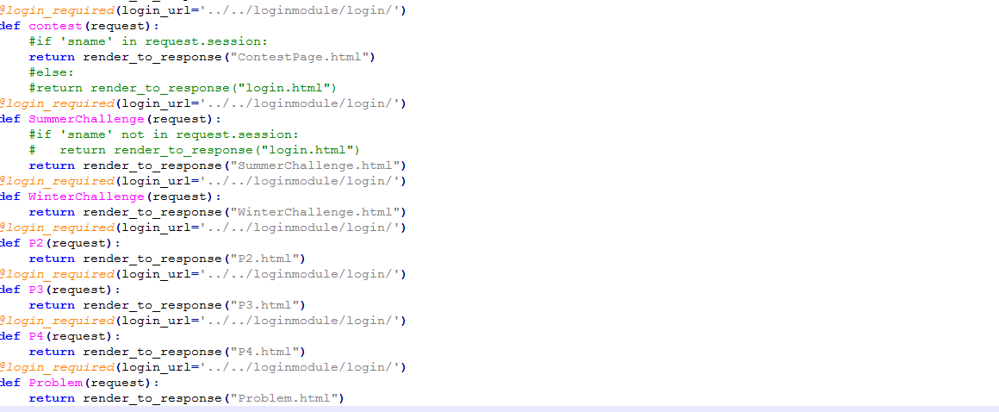 @login_required(login_url='../../loginmodule/login/')
def contest(request):
    #if 'sname' in request.session:
    return render_to_response("ContestPage.html")
    #else:
    #return render_to_response("login.html")
@login_required(login_url='../../loginmodule/login/')
def SummerChallenge(request):
    #if 'sname' not in request.session:
    #   return render_to_response("login.html")
    return render_to_response("SummerChallenge.html")
@login_required(login_url='../../loginmodule/login/')
def WinterChallenge(request):
    return render_to_response("WinterChallenge.html")
@login_required(login_url='../../loginmodule/login/')
def P2(request):
    return render_to_response("P2.html")
@login_required(login_url='../../loginmodule/login/')
def P3(request):
    return render_to_response("P3.html")
@login_required(login_url='../../loginmodule/login/')
def P4(request):
    return render_to_response("P4.html")
@login_required(login_url='../../loginmodule/login/')
def Problem(request):
    return render_to_response("Problem.html")